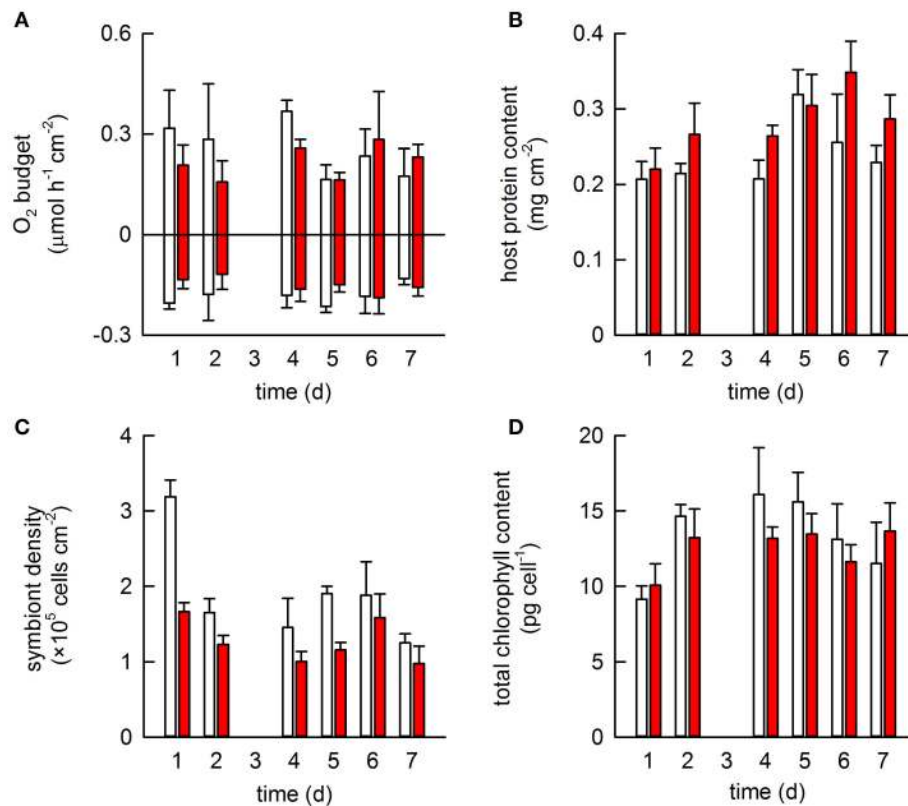 A
0.6
0.3
0
-0.3
O₂ budget
(μmol h⁻¹ cm⁻²)
1 2 3 4 5 6 7
time (d)
B
0.4
0.3
0.2
0.1
0
host protein content
(mg cm⁻²)
1 2 3 4 5 6 7
time (d)
C
4
3
2
1
0
symbiont density
(×10⁵ cells cm⁻²)
1 2 3 4 5 6 7
time (d)
D
20
15
10
5
0
total chlorophyll content
(pg cell⁻¹)
1 2 3 4 5 6 7
time (d)